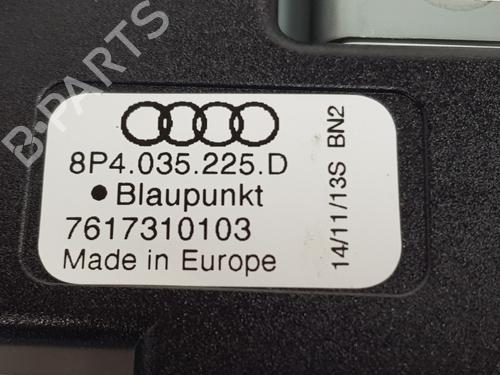 B-PARTS
8P4.035.225.D
● Blaupunkt
7617310103
Made in Europe
14/11/13S BN2